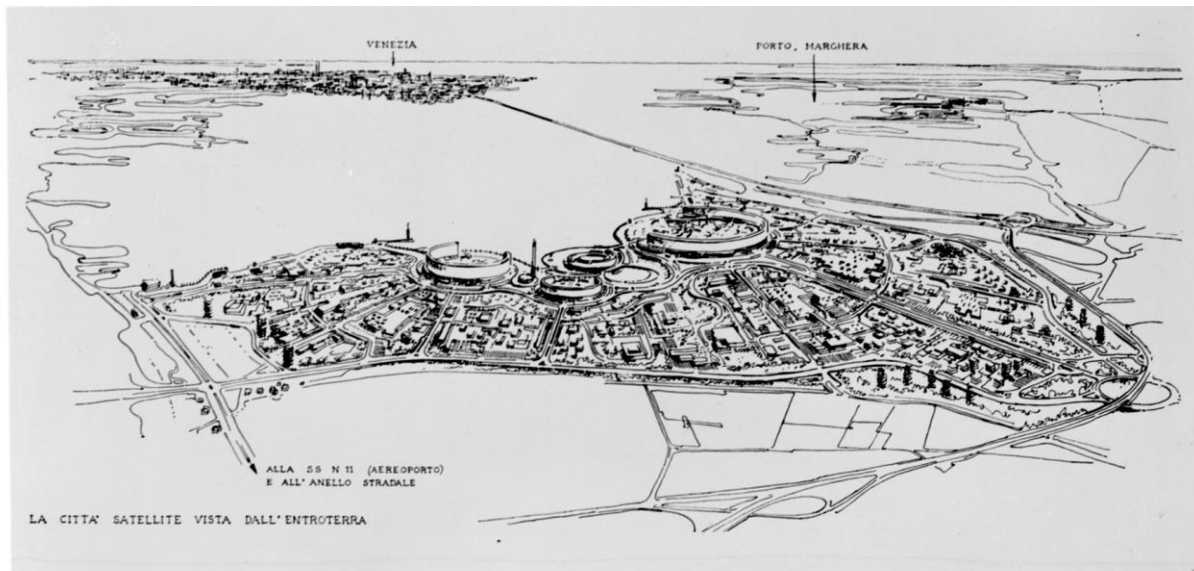 VENEZIA
PORTO, MARGHERA
ALLA SS N 11 (AEREOPORTO)
E ALL' ANELLO STRADALE
LA CITTA' SATELLITE VISTA DALL' ENTROTERRA